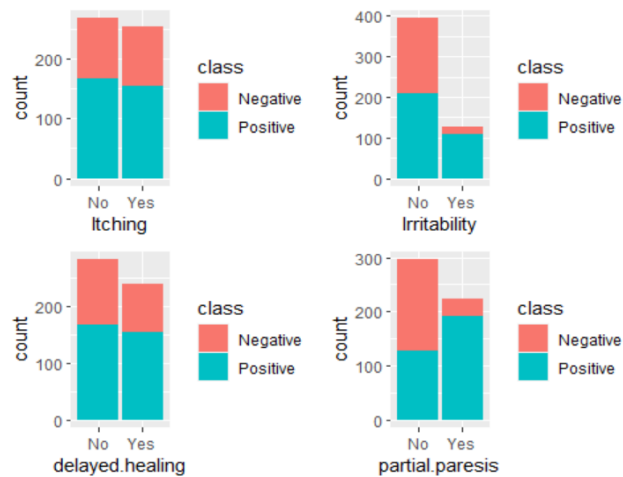 count
200
100
0
No Yes
Itching
class
Negative
Positive
count
400
300
200
100
0
No Yes
Irritability
class
Negative
Positive
count
200
100
0
No Yes
delayed.healing
class
Negative
Positive
count
300
200
100
0
No Yes
partial.paresis
class
Negative
Positive